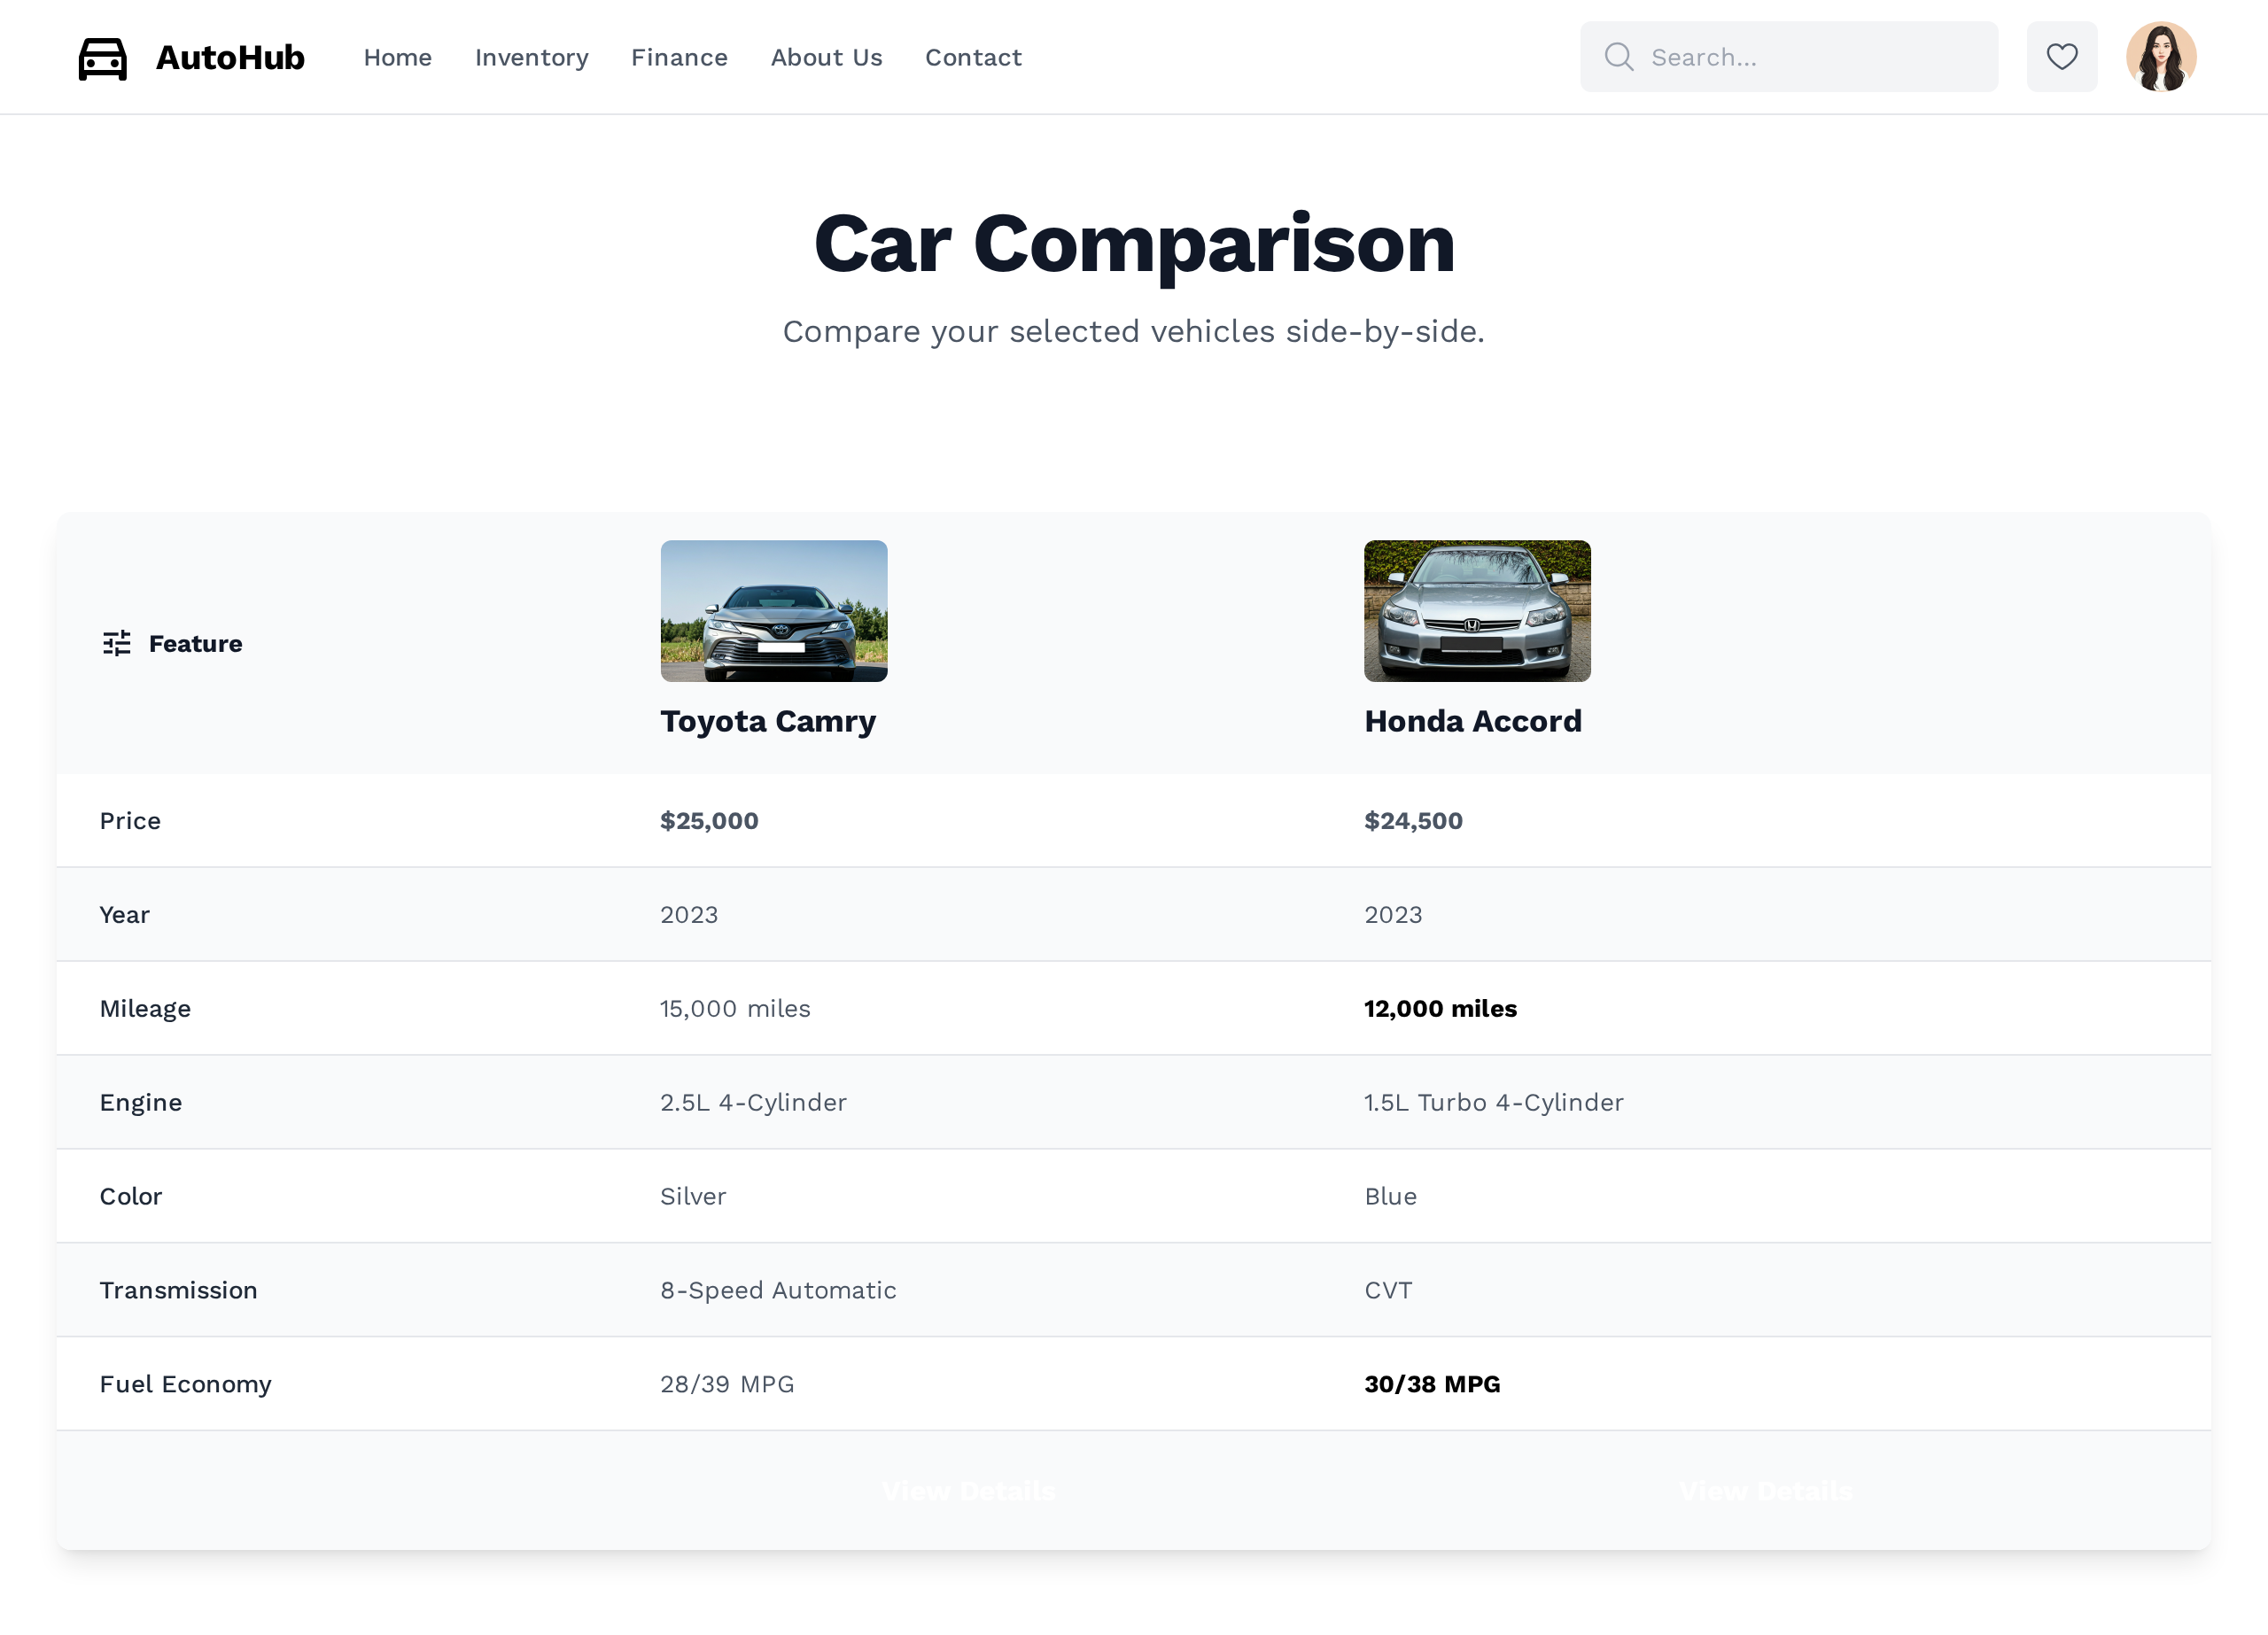 AutoHub
Home
Inventory
Finance
About Us
Contact
Search...
Car Comparison
Compare your selected vehicles side-by-side.
Feature
Toyota Camry
Honda Accord
Price
$25,000
$24,500
Year
2023
2023
Mileage
15,000 miles
12,000 miles
Engine
2.5L 4-Cylinder
1.5L Turbo 4-Cylinder
Color
Silver
Blue
Transmission
8-Speed Automatic
CVT
Fuel Economy
28/39 MPG
30/38 MPG
View Details
View Details